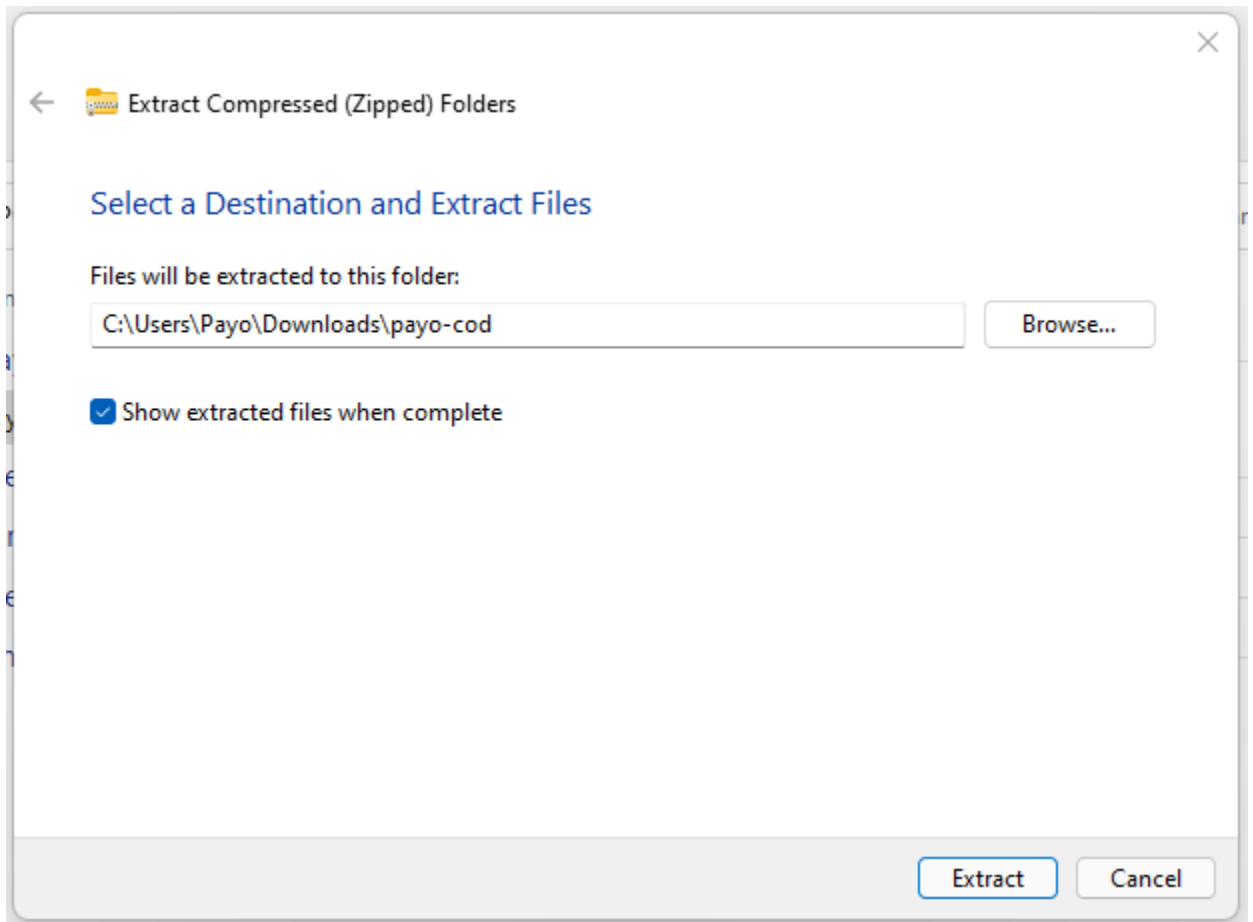 Extract Compressed (Zipped) Folders
Select a Destination and Extract Files
Files will be extracted to this folder:
C:\Users\Payo\Downloads\payo-cod
Browse...
Show extracted files when complete
Extract
Cancel